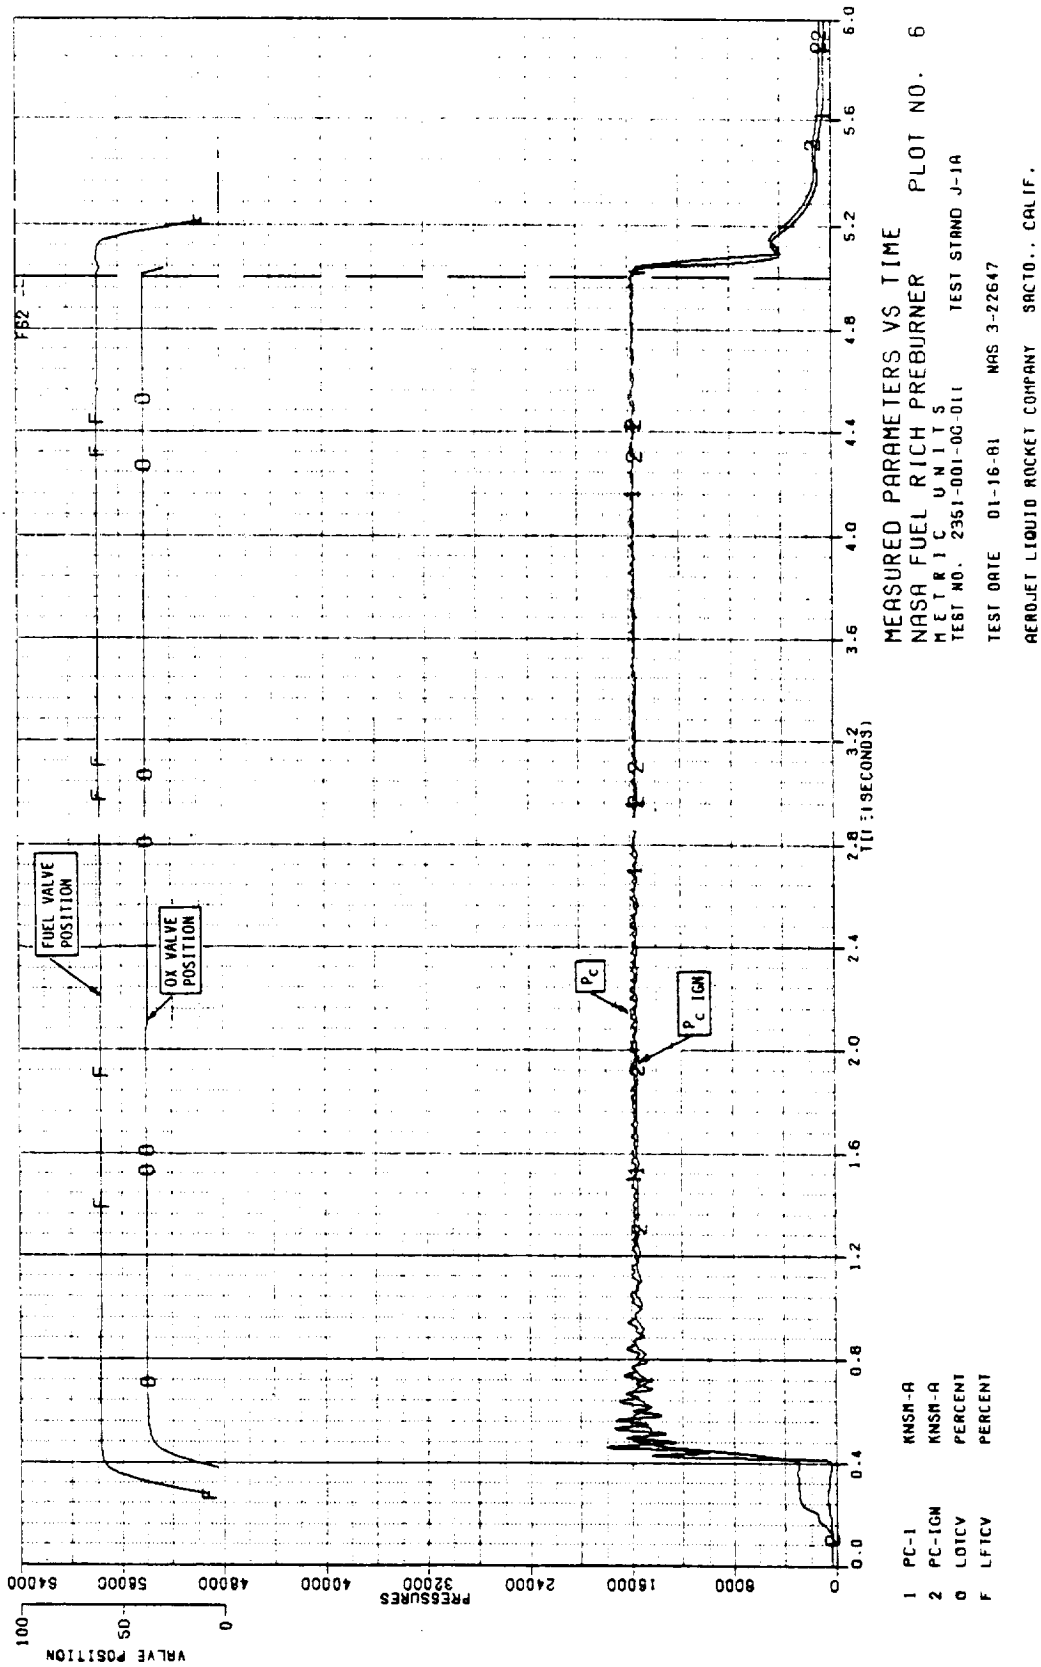 MEASURED PARAMETERS VS TIME
NASA FUEL RICH PREBURNER PLOT NO. 6
METRIC UNITS
TEST NO. 2351-D01-0G-011 TEST STAND J-1A
TEST DATE 01-16-81 NAS 3-22647
AEROJET LIQUID ROCKET COMPANY SACTO., CALIF.
1 PC-1 KNSM-A
2 PC-IGN KNSM-A
O LOTCV PERCENT
F LFTCV PERCENT
VALVE POSITION
100 50 0
PRESSURES
64000 56000 48000 40000 32000 24000 16000 8000 0
0.0 0.4 0.8 1.2 1.6 2.0 2.4 2.8 3.2 3.6 4.0 4.4 4.8 5.2 5.6 6.0
(SECONDS)
FUEL VALVE
POSITION
OX VALVE
POSITION
Pc
Pc IGN
FS2